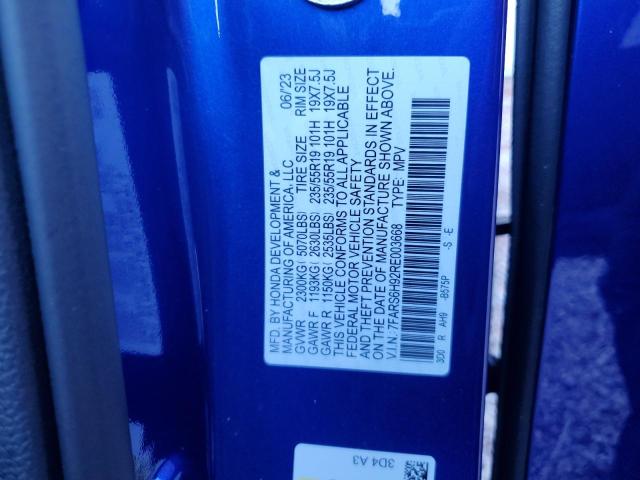 MFD. BY HONDA DEVELOPMENT &
MANUFACTURING OF AMERICA, LLC 06/'23
GVWR 2300KG( 5070LBS) TIRE SIZE RIM SIZE
GAWR F 1193KG( 2630LBS) 235/55R19 101H 19X7.5J
GAWR R 1150KG( 2535LBS) 235/55R19 101H 19X7.5J
THIS VEHICLE CONFORMS TO ALL APPLICABLE
FEDERAL MOTOR VEHICLE SAFETY
AND THEFT PREVENTION STANDARDS IN EFFECT
ON THE DATE OF MANUFACTURE SHOWN ABOVE.
V.I.N.: 7FARS6H92RE003668 TYPE: MPV
3D0 R AH9 -B575P -S -E
3D4 A3